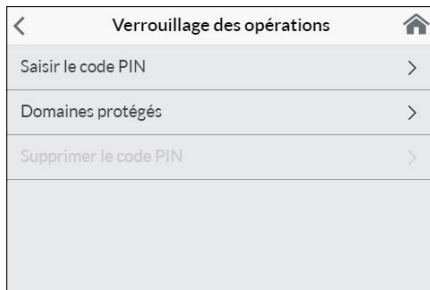 Verrouillage des opérations
Saisir le code PIN
Domaines protégés
Supprimer le code PIN